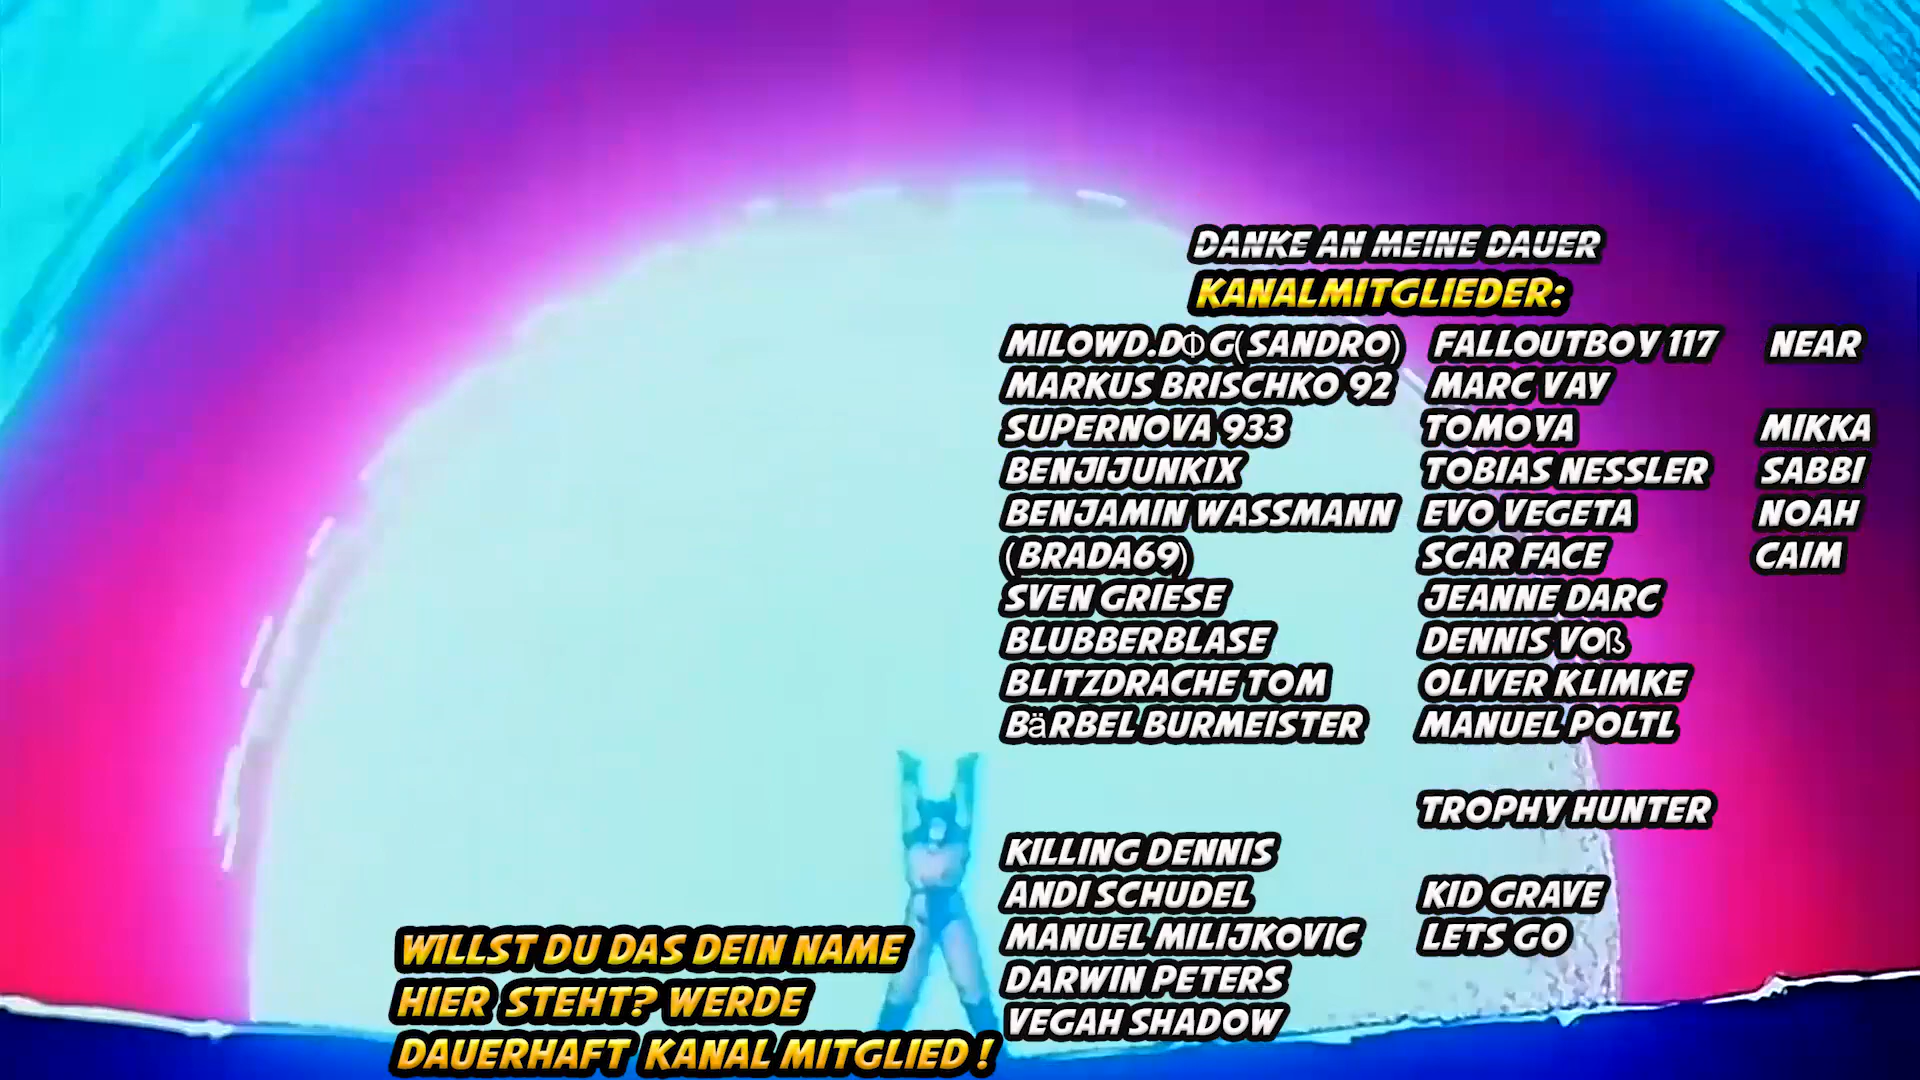 DANKE AN MEINE DAUER
KANALMITGLIEDER:
MILOWD.DΦG(SANDRO)
MARKUS BRISCHKO 92
SUPERNOVA 933
BENJIJUNKIX
BENJAMIN WASSMANN
(BRADA69)
SVEN GRIESE
BLUBBERBLASE
BLITZDRACHE TOM
BäRBEL BURMEISTER
KILLING DENNIS
ANDI SCHUDEL
MANUEL MILIJKOVIC
DARWIN PETERS
VEGAH SHADOW
FALLOUTBOY 117
MARC VAY
TOMOYA
TOBIAS NESSLER
EVO VEGETA
SCAR FACE
JEANNE DARC
DENNIS VOß
OLIVER KLIMKE
MANUEL POLTL
TROPHY HUNTER
KID GRAVE
LETS GO
NEAR
MIKKA
SABBI
NOAH
CAIM
WILLST DU DAS DEIN NAME
HIER STEHT? WERDE
DAUERHAFT KANAL MITGLIED !